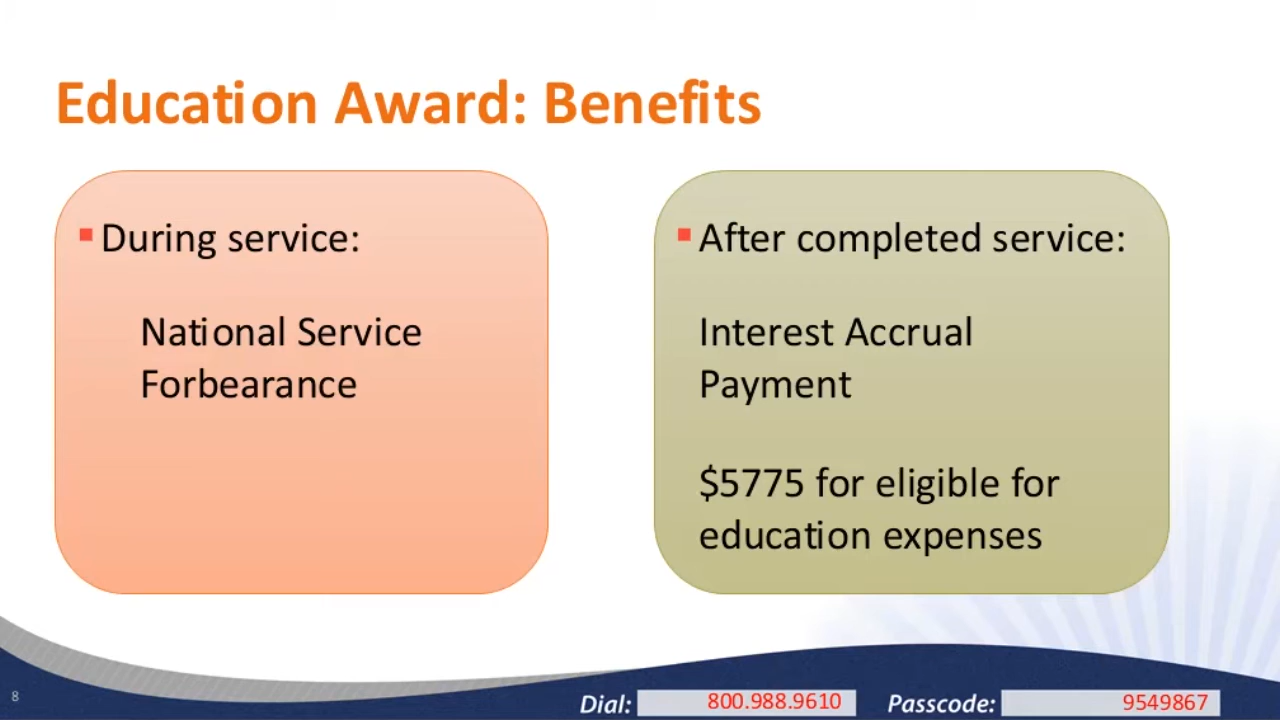 Education Award: Benefits
▪ During service:
National Service
Forbearance
▪ After completed service:
Interest Accrual
Payment
$5775 for eligible for
education expenses
8
Dial: 800.988.9610 Passcode: 9549867